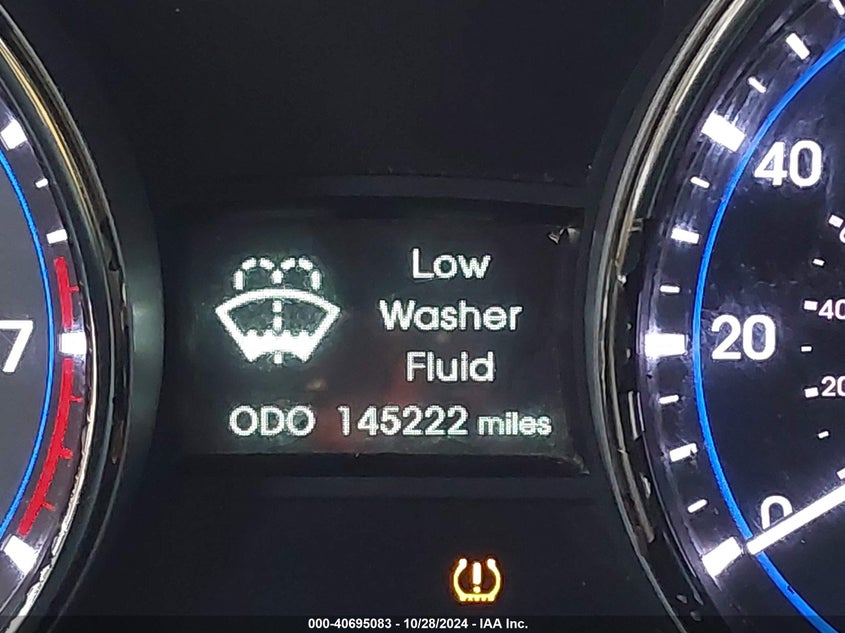 Low
Washer
Fluid
ODO 145222 miles
7
40
20
0
40
20
000-40695083 - 10/28/2024 - IAA Inc.